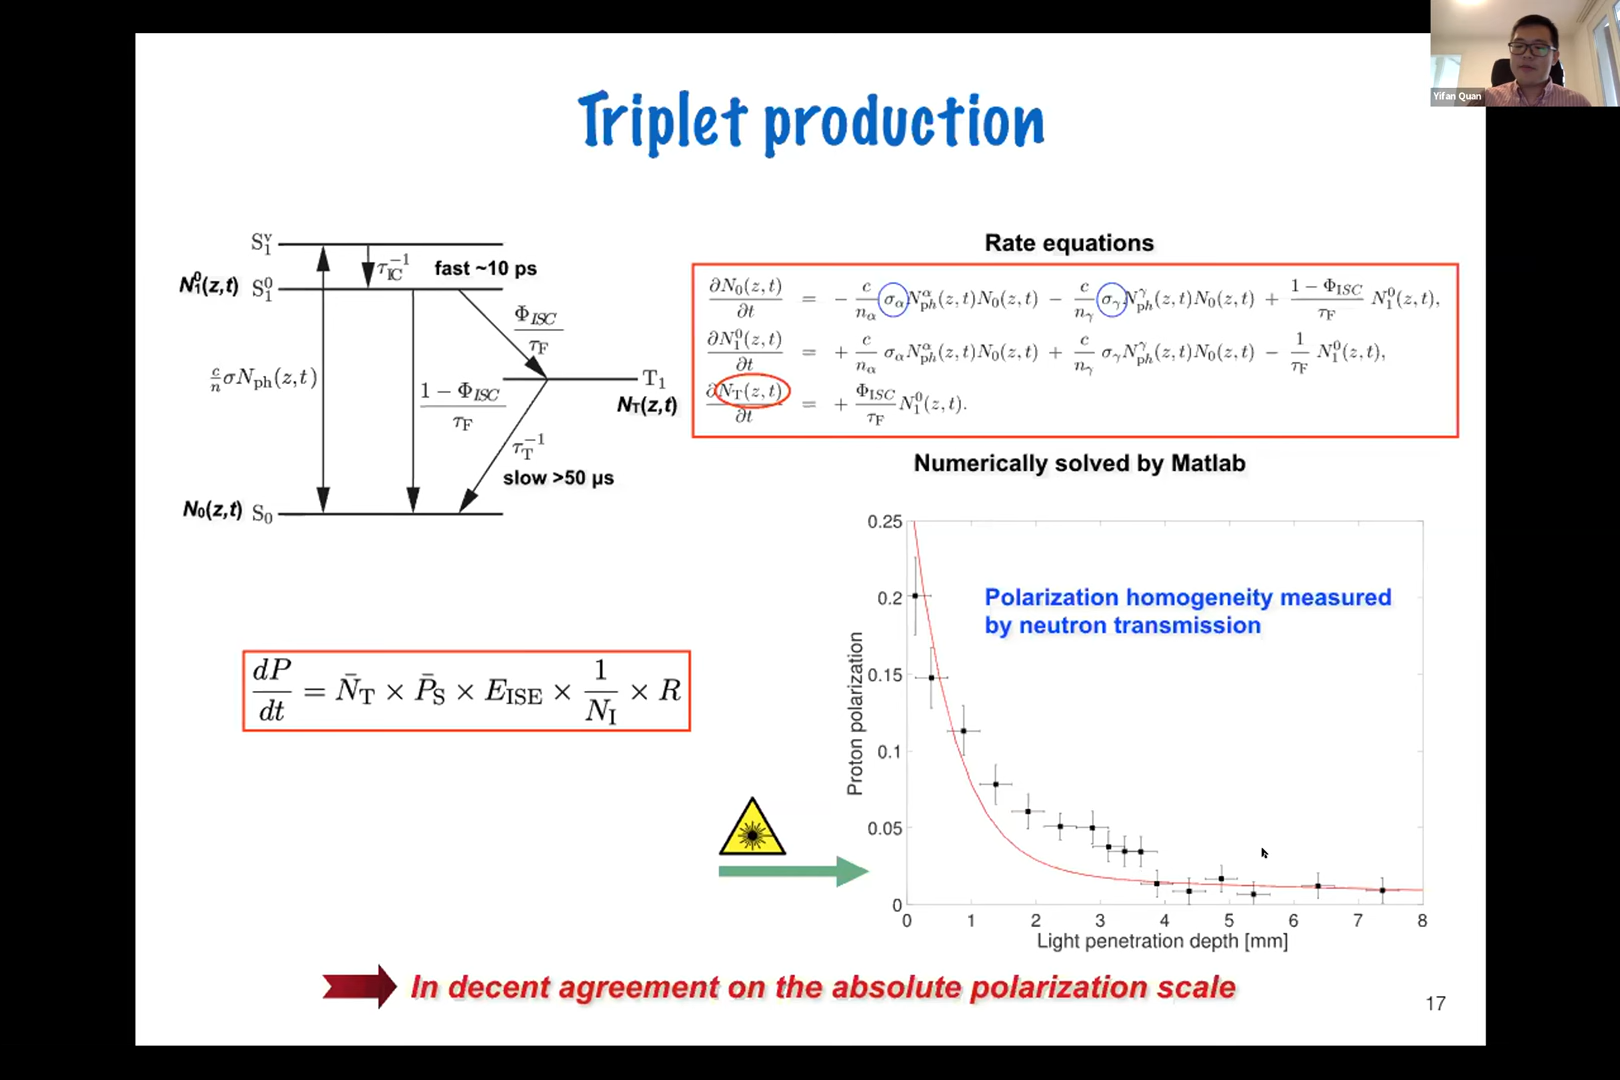 Yifan Quan
Triplet production
S₁ᵛ
τ_IC⁻¹
fast ~10 ps
N₁⁰(z,t) S₁⁰
Φ_ISC / τ_F
c/n σN_ph(z,t)
1 − Φ_ISC / τ_F
T₁
N_T(z,t)
τ_T⁻¹
slow >50 µs
N₀(z,t) S₀
Rate equations
∂N₀(z,t)/∂t = − c/n_α σ_α N_ph^α(z,t)N₀(z,t) − c/n_γ σ_γ N_ph^γ(z,t)N₀(z,t) + (1 − Φ_ISC)/τ_F N₁⁰(z,t),
∂N₁⁰(z,t)/∂t = + c/n_α σ_α N_ph^α(z,t)N₀(z,t) + c/n_γ σ_γ N_ph^γ(z,t)N₀(z,t) − 1/τ_F N₁⁰(z,t),
∂N_T(z,t)/∂t = + Φ_ISC/τ_F N₁⁰(z,t).
Numerically solved by Matlab
dP/dt = N̄_T × P̄_S × E_ISE × 1/N_I × R
Polarization homogeneity measured
by neutron transmission
Proton polarization
0.25
0.2
0.15
0.1
0.05
0
0 1 2 3 4 5 6 7 8
Light penetration depth [mm]
In decent agreement on the absolute polarization scale
17